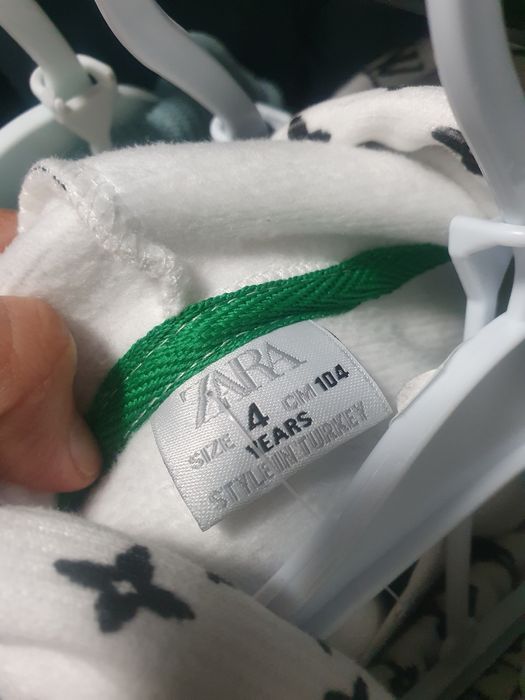 ZARA
SIZE 4 CM 104
YEARS
STYLE IN TURKEY